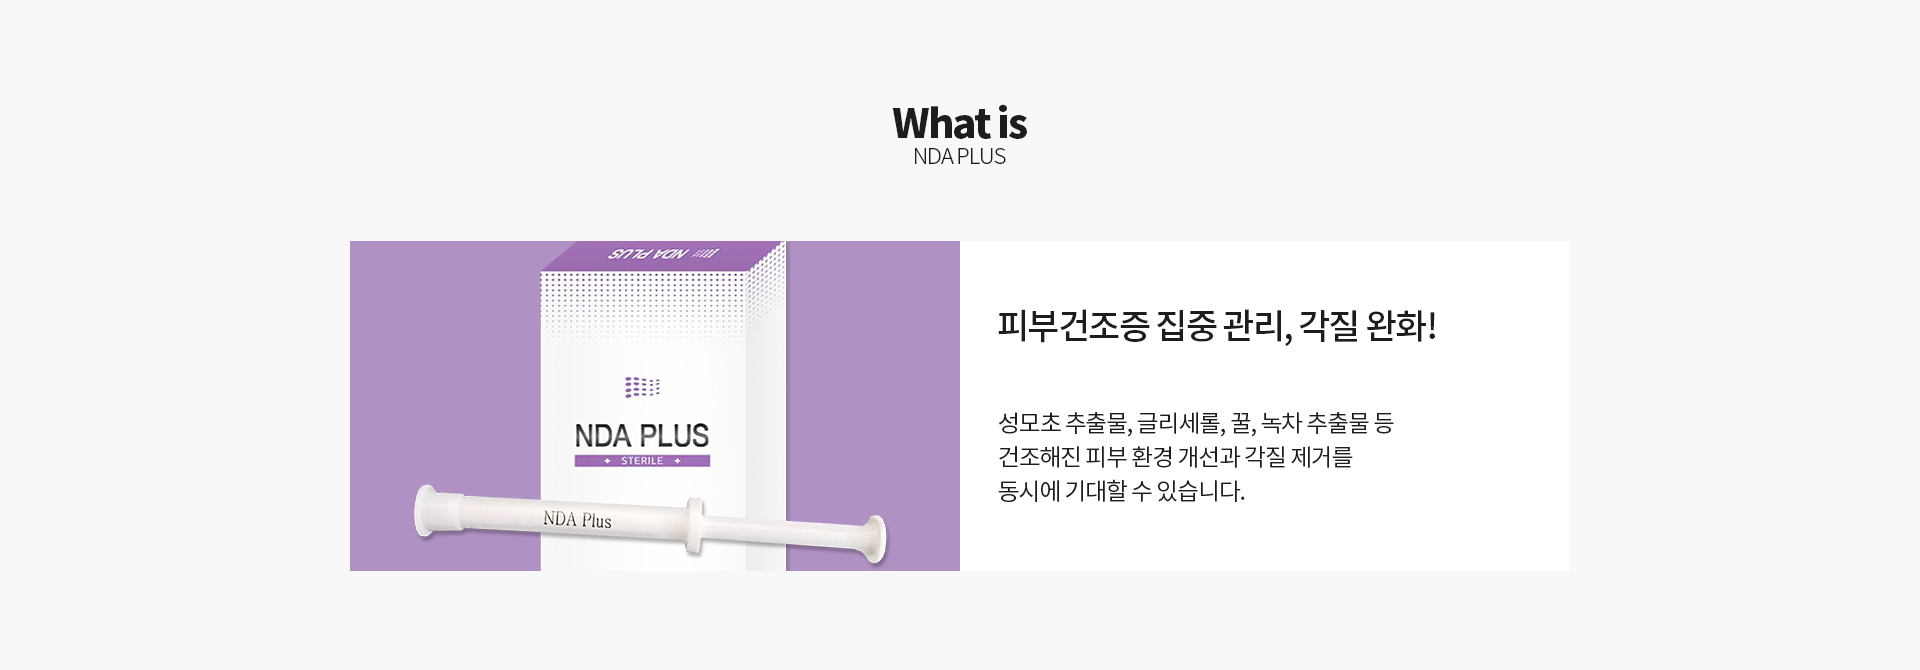 What is
NDA PLUS
NDA PLUS
NDA PLUS
STERILE
NDA Plus
피부건조증 집중 관리, 각질 완화!
성모초 추출물, 글리세롤, 꿀, 녹차 추출물 등
건조해진 피부 환경 개선과 각질 제거를
동시에 기대할 수 있습니다.